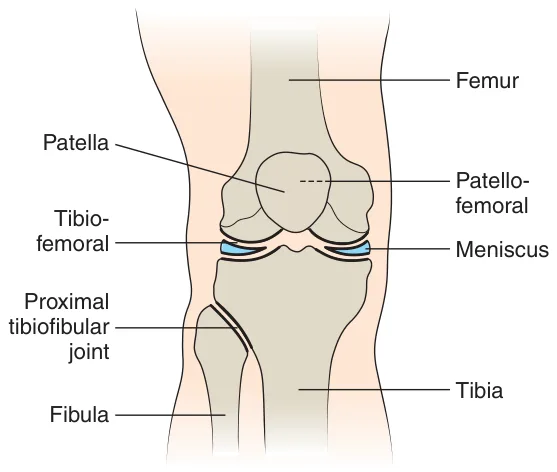 Femur
Patella
Patello-
femoral
Tibio-
femoral
Meniscus
Proximal
tibiofibular
joint
Tibia
Fibula